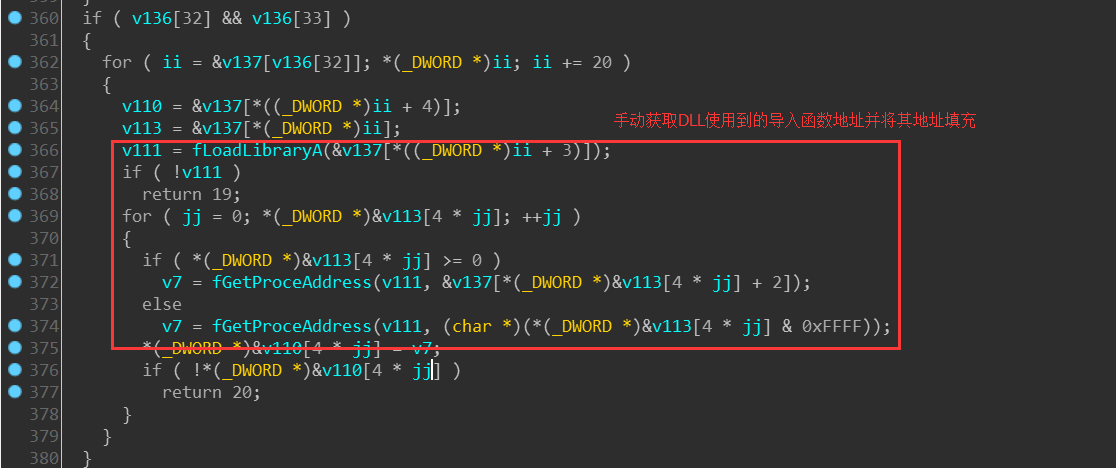 360 if ( v136[32] && v136[33] )
361 {
362 for ( ii = &v137[v136[32]]; *(_DWORD *)ii; ii += 20 )
363 {
364 v110 = &v137[*((_DWORD *)ii + 4)];
365 v113 = &v137[*(_DWORD *)ii];
手动获取DLL使用到的导入函数地址并将其地址填充
366 v111 = fLoadLibraryA(&v137[*((_DWORD *)ii + 3)]);
367 if ( !v111 )
368 return 19;
369 for ( jj = 0; *(_DWORD *)&v113[4 * jj]; ++jj )
370 {
371 if ( *(_DWORD *)&v113[4 * jj] >= 0 )
372 v7 = fGetProceAddress(v111, &v137[*(_DWORD *)&v113[4 * jj] + 2]);
373 else
374 v7 = fGetProceAddress(v111, (char *)(*(_DWORD *)&v113[4 * jj] & 0xFFFF));
375 *(_DWORD *)&v110[4 * jj] = v7;
376 if ( !*(_DWORD *)&v110[4 * jj] )
377 return 20;
378 }
379 }
380 }